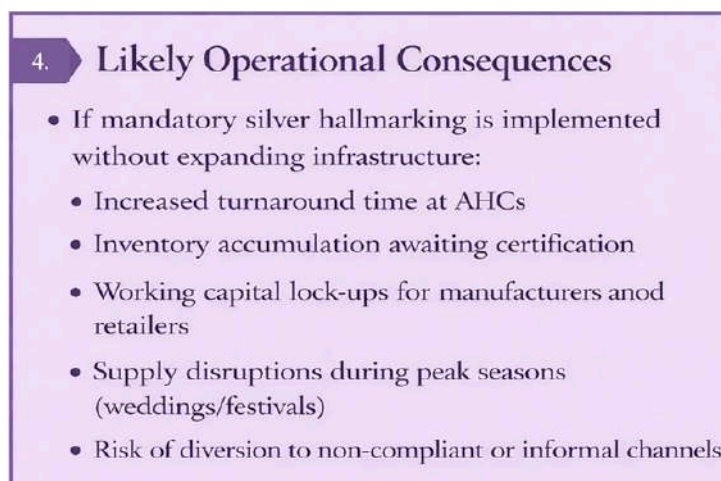 4. Likely Operational Consequences
• If mandatory silver hallmarking is implemented
without expanding infrastructure:
• Increased turnaround time at AHCs
• Inventory accumulation awaiting certification
• Working capital lock-ups for manufacturers anod
retailers
• Supply disruptions during peak seasons
(weddings/festivals)
• Risk of diversion to non-compliant or informal channels